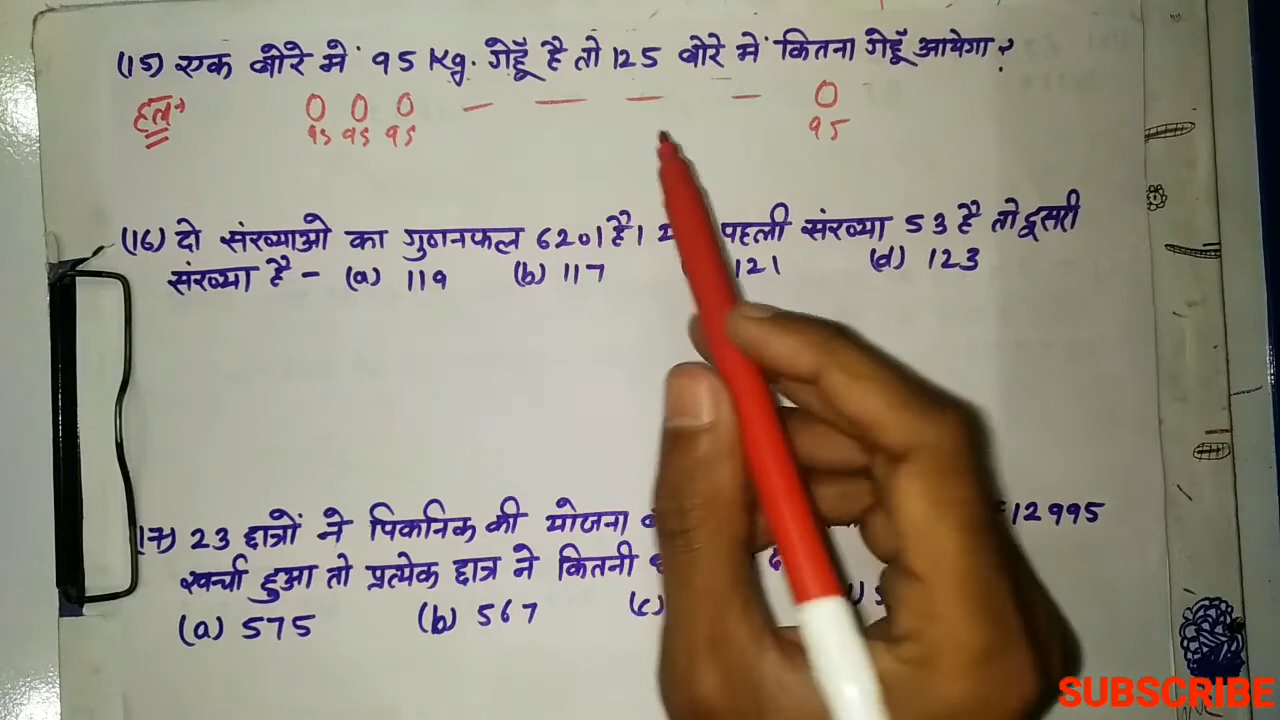 (15) एक बोरे में 95 Kg. गेहूँ है तो 125 बोरे में कितना गेहूँ आयेगा?
हल→ 0 0 0 — — — — 0
95 95 95 95
(16) दो संख्याओ का गुणनफल 6201 है। पहली संख्या 53 है तो दूसरी
संख्या है - (a) 119 (b) 117 121 (d) 123
17) 23 छात्रों ने पिकनिक की योजना 12995
खर्चा हुआ तो प्रत्येक छात्र ने कितनी
(a) 575 (b) 567 (c)
SUBSCRIBE